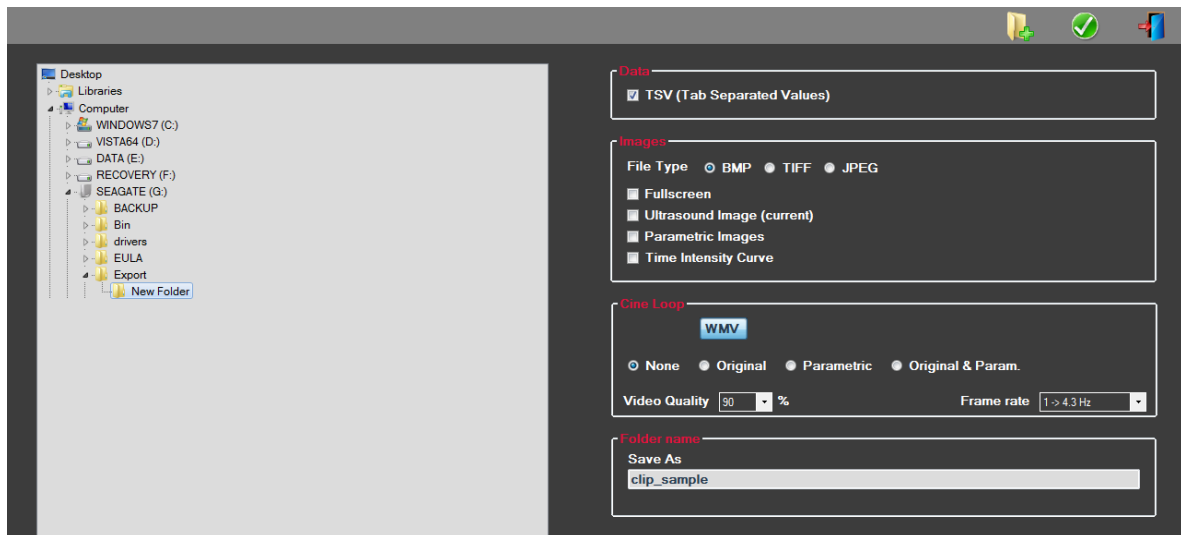 Desktop
Libraries
Computer
WINDOWS7 (C:)
VISTA64 (D:)
DATA (E:)
RECOVERY (F:)
SEAGATE (G:)
BACKUP
Bin
drivers
EULA
Export
New Folder
Data
TSV (Tab Separated Values)
Images
File Type BMP TIFF JPEG
Fullscreen
Ultrasound Image (current)
Parametric Images
Time Intensity Curve
Cine Loop
WMV
None Original Parametric Original & Param.
Video Quality 90 % Frame rate 1 -> 4.3 Hz
Folder name
Save As
clip_sample